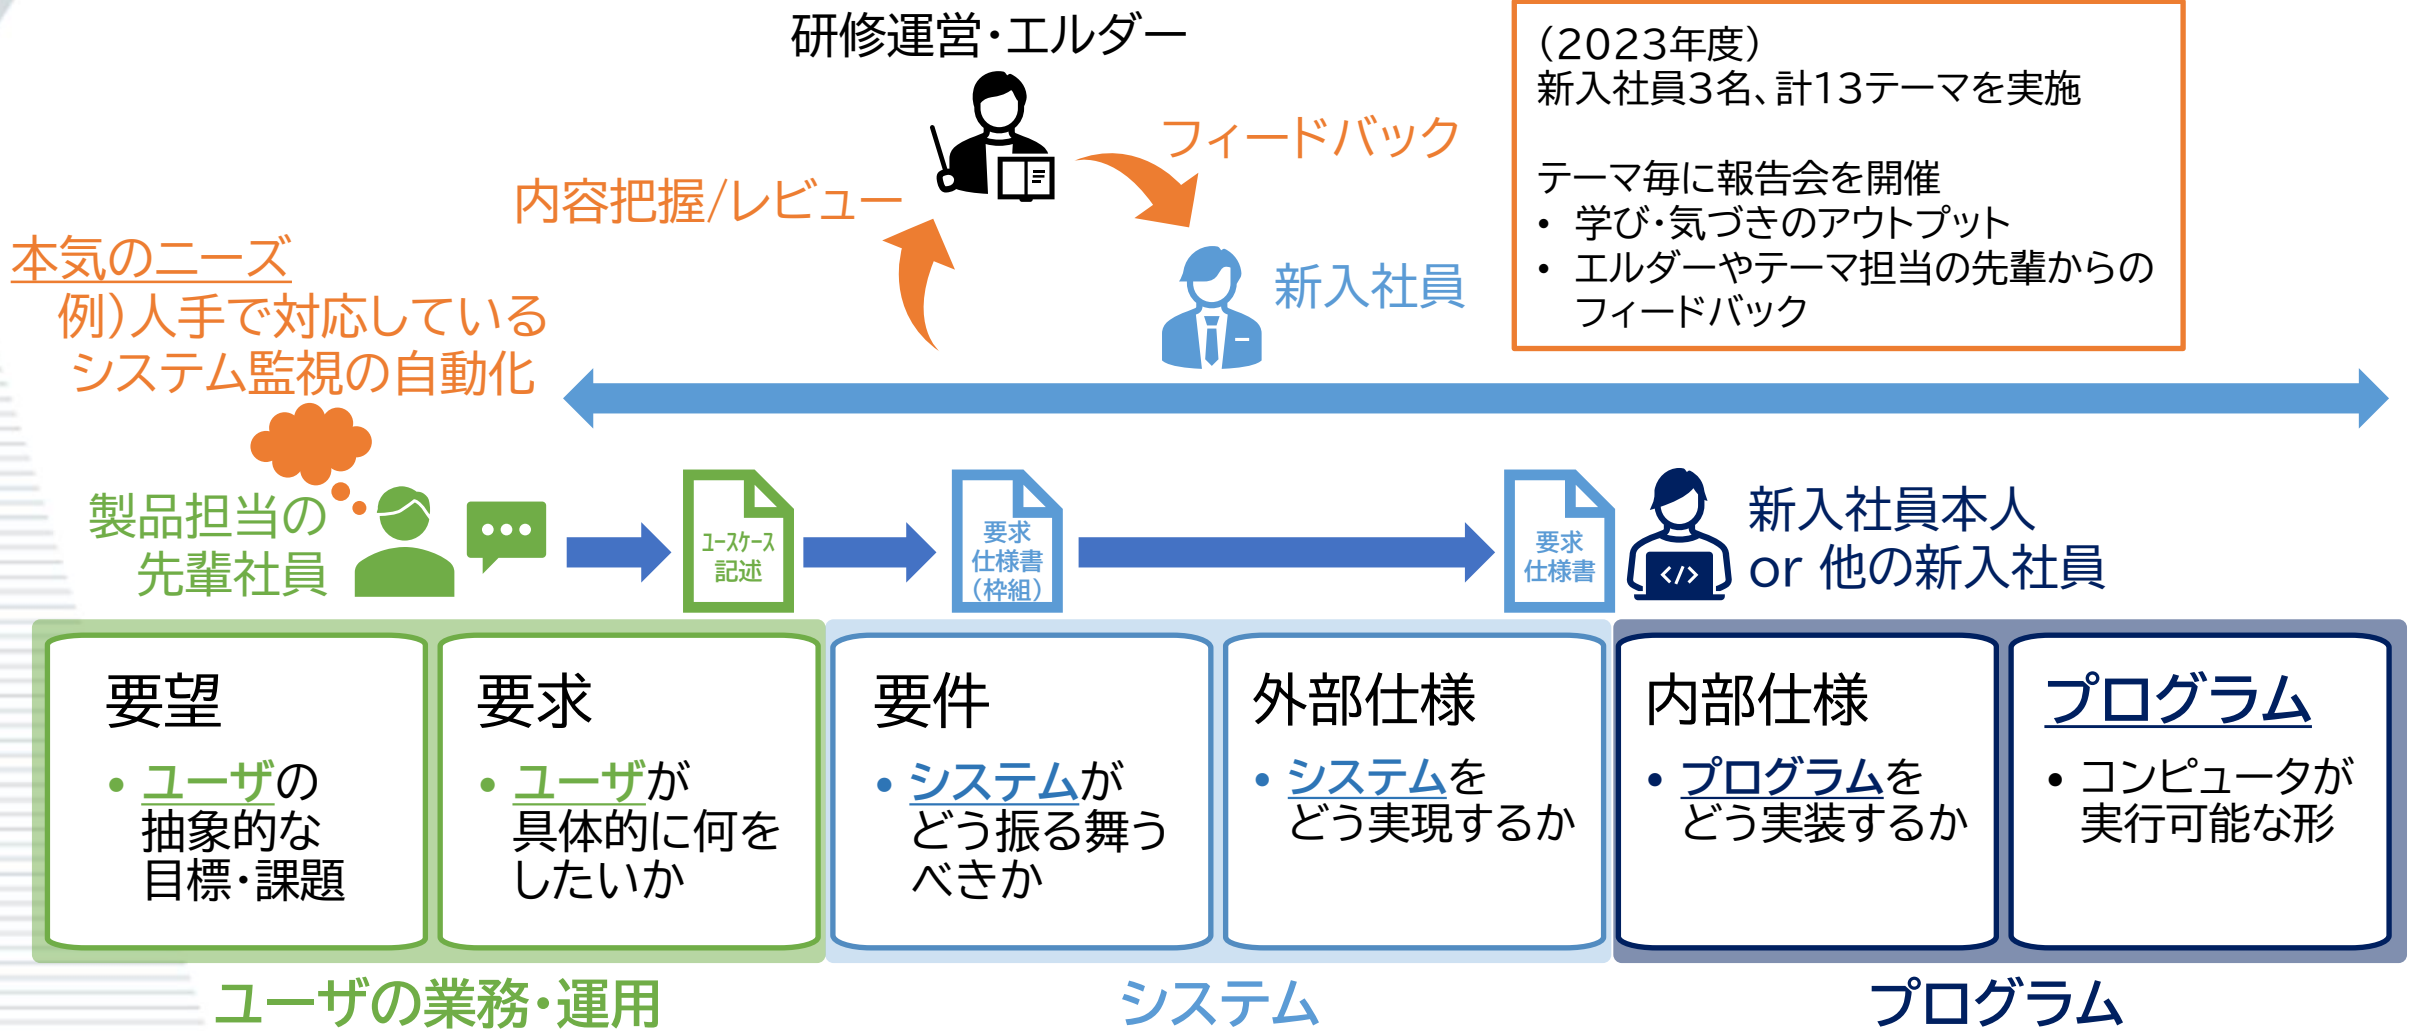 研修運営・エルダー
(2023年度)
新入社員3名、計13テーマを実施
テーマ毎に報告会を開催
• 学び・気づきのアウトプット
• エルダーやテーマ担当の先輩からの
フィードバック
フィードバック
内容把握/レビュー
新入社員
本気のニーズ
例)人手で対応している
システム監視の自動化
製品担当の
先輩社員
ユースケース
記述
要求
仕様書
(枠組)
要求
仕様書
</>
新入社員本人
or 他の新入社員
要望
• ユーザの
抽象的な
目標・課題
要求
• ユーザが
具体的に何を
したいか
要件
• システムが
どう振る舞う
べきか
外部仕様
• システムを
どう実現するか
内部仕様
• プログラムを
どう実装するか
プログラム
• コンピュータが
実行可能な形
ユーザの業務・運用
システム
プログラム